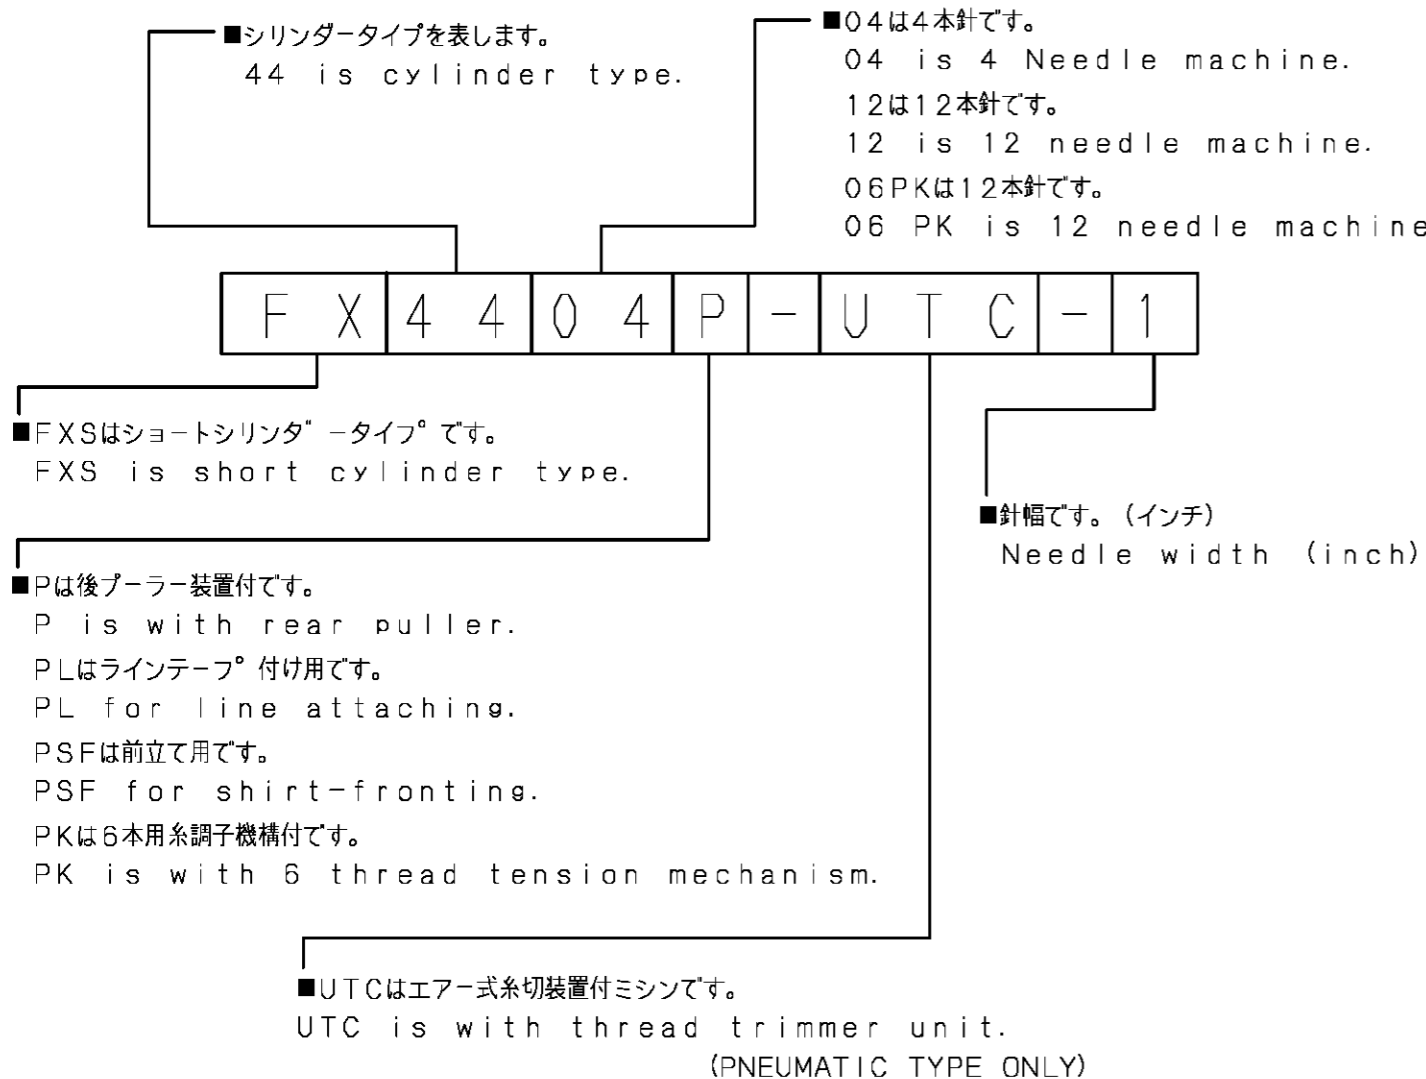 ■シリンダータイプを表します。
44 is cylinder type.
■04は4本針です。
04 is 4 Needle machine.
12は12本針です。
12 is 12 needle machine.
06PKは12本針です。
06 PK is 12 needle machine
FX4404P-UTC-1
■FXSはショートシリンダータイプです。
FXS is short cylinder type.
■針幅です。(インチ)
Needle width (inch)
■Pは後プーラー装置付です。
P is with rear puller.
PLはラインテープ付け用です。
PL for line attaching.
PSFは前立て用です。
PSF for shirt-fronting.
PKは6本用糸調子機構付です。
PK is with 6 thread tension mechanism.
■UTCはエアー式糸切装置付ミシンです。
UTC is with thread trimmer unit.
(PNEUMATIC TYPE ONLY)